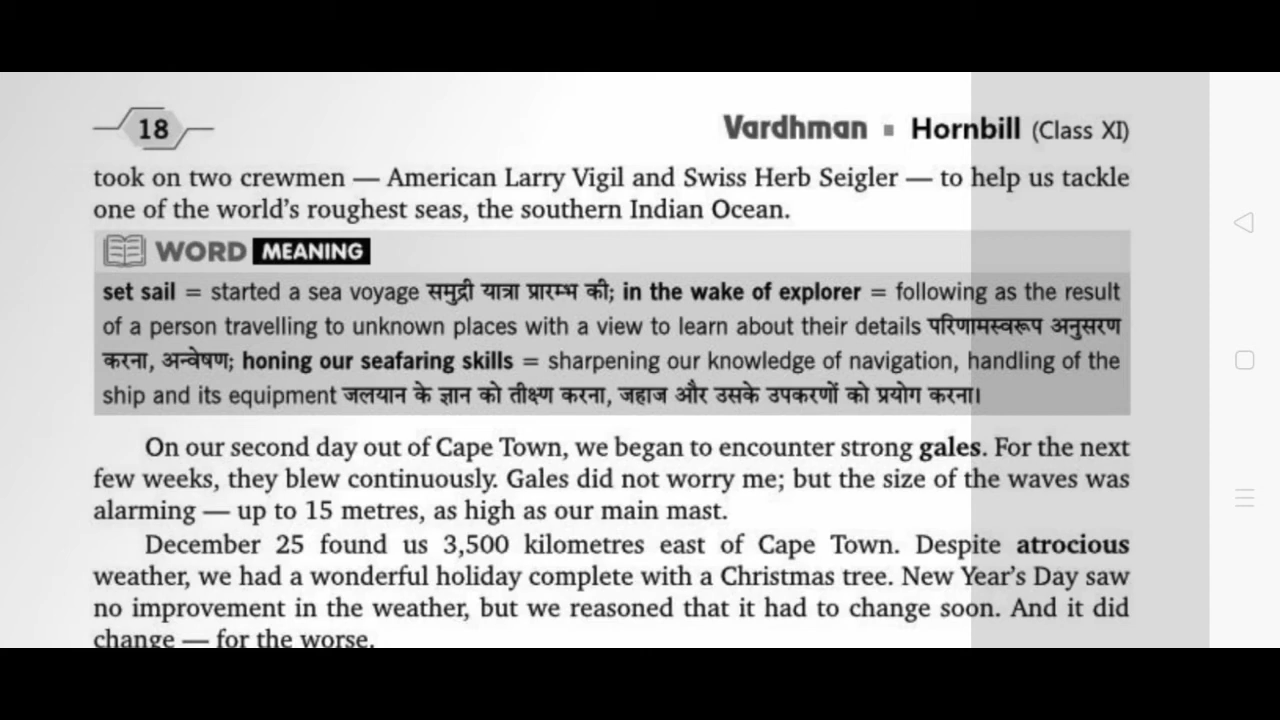 18
Vardhman ▪ Hornbill (Class XI)
took on two crewmen — American Larry Vigil and Swiss Herb Seigler — to help us tackle
one of the world's roughest seas, the southern Indian Ocean.
WORD MEANING
set sail = started a sea voyage समुद्री यात्रा प्रारम्भ की; in the wake of explorer = following as the result
of a person travelling to unknown places with a view to learn about their details परिणामस्वरूप अनुसरण
करना, अन्वेषण; honing our seafaring skills = sharpening our knowledge of navigation, handling of the
ship and its equipment जलयान के ज्ञान को तीक्ष्ण करना, जहाज और उसके उपकरणों को प्रयोग करना।
On our second day out of Cape Town, we began to encounter strong gales. For the next
few weeks, they blew continuously. Gales did not worry me; but the size of the waves was
alarming — up to 15 metres, as high as our main mast.
December 25 found us 3,500 kilometres east of Cape Town. Despite atrocious
weather, we had a wonderful holiday complete with a Christmas tree. New Year's Day saw
no improvement in the weather, but we reasoned that it had to change soon. And it did
change — for the worse.